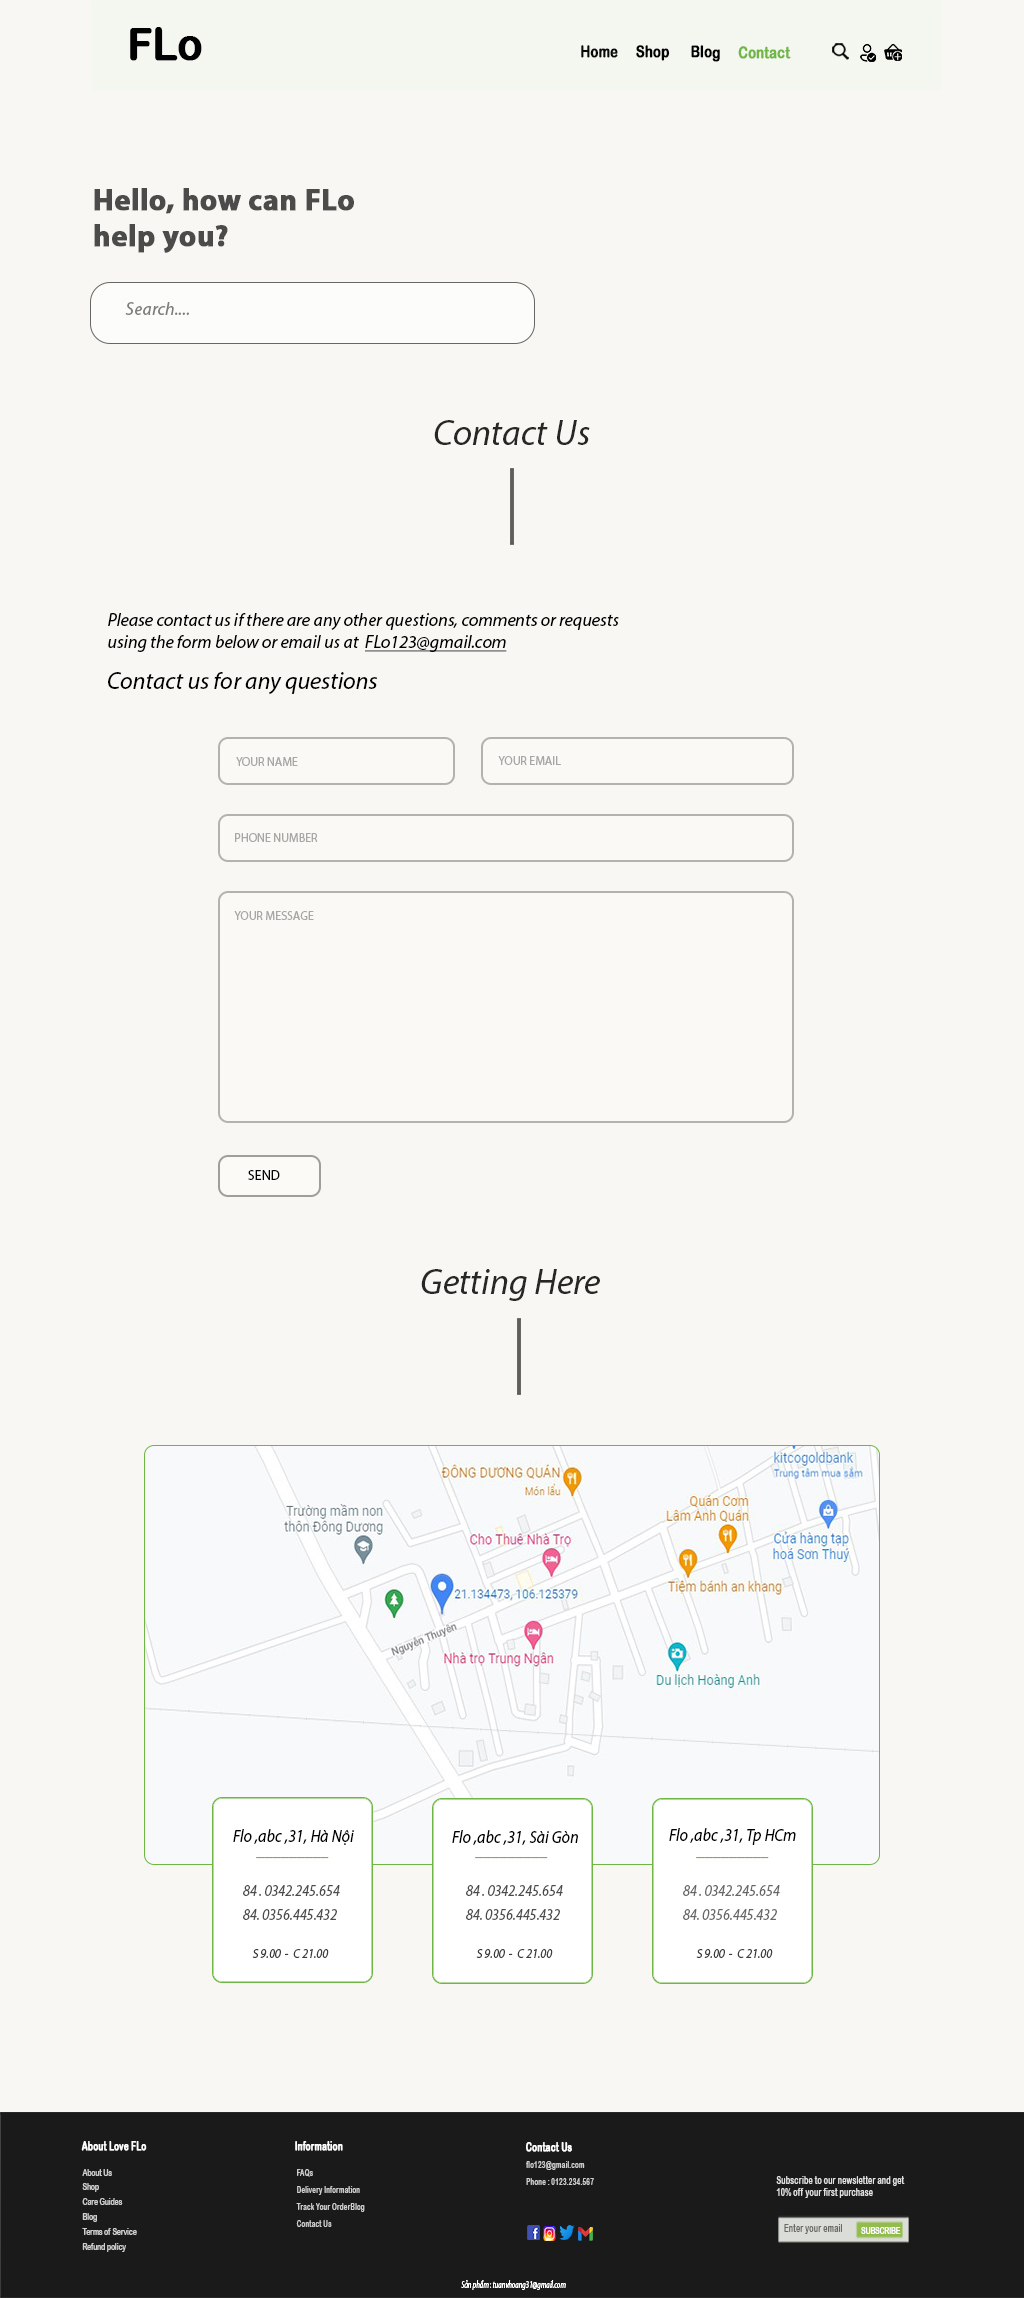 FLo
Home Shop Blog Contact
Hello, how can FLo
help you?
Search....
Contact Us
Please contact us if there are any other questions, comments or requests
using the form below or email us at FLo123@gmail.com
Contact us for any questions
YOUR NAME
YOUR EMAIL
PHONE NUMBER
YOUR MESSAGE
SEND
Getting Here
kitcogoldbank
Trung tâm mua sắm
ĐÔNG DƯƠNG QUÁN
Món lẩu
Quán Cơm
Lâm Anh Quán
Trường mầm non
thôn Đông Dương
Cho Thuê Nhà Trọ
Cửa hàng tạp
hoá Sơn Thuý
Tiệm bánh an khang
21.134473, 106.125379
Nguyễn Thuyên
Nhà trọ Trung Ngân
Du lịch Hoàng Anh
Flo ,abc ,31, Hà Nội
84 . 0342.245.654
84. 0356.445.432
S 9.00 - C 21.00
Flo ,abc ,31, Sài Gòn
84 . 0342.245.654
84. 0356.445.432
S 9.00 - C 21.00
Flo ,abc ,31, Tp HCm
84 . 0342.245.654
84. 0356.445.432
S 9.00 - C 21.00
About Love FLo
About Us
Shop
Care Guides
Blog
Terms of Service
Refund policy
Information
FAQs
Delivery Information
Track Your OrderBlog
Contact Us
Contact Us
flo123@gmail.com
Phone : 0123.234.567
Subscribe to our newsletter and get
10% off your first purchase
Enter your email
SUBSCRIBE
Sản phẩm : tuanvhoang31@gmail.com